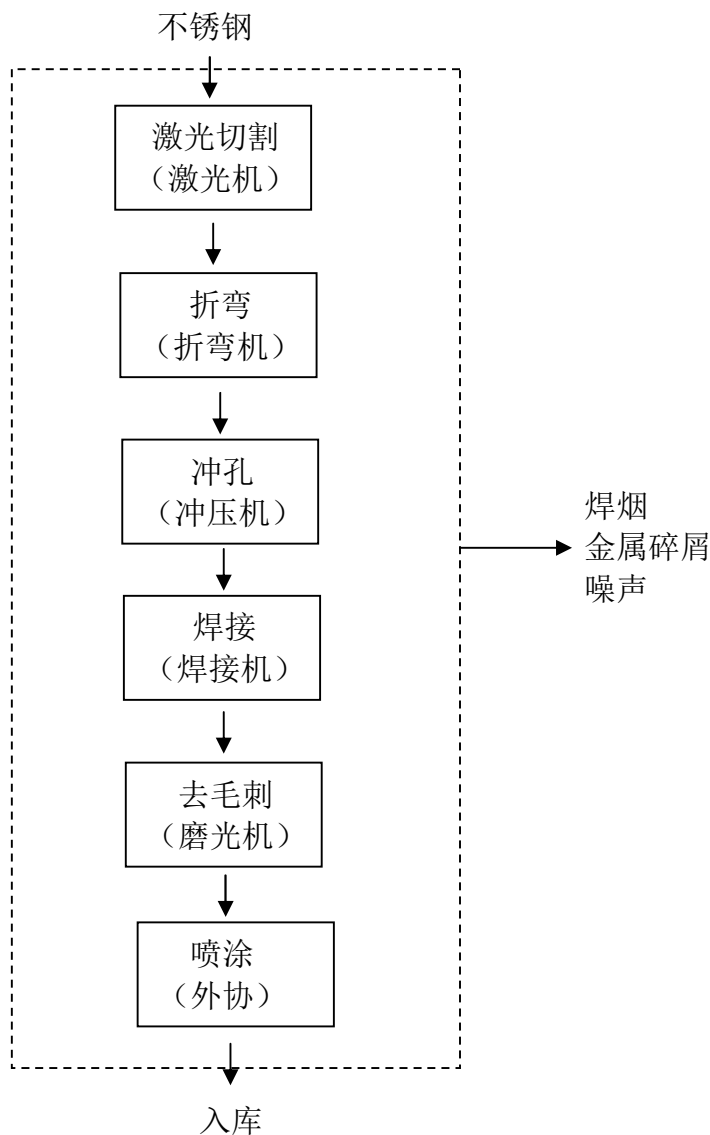 不锈钢
激光切割
（激光机）
折弯
（折弯机）
冲孔
（冲压机）
焊烟
金属碎屑
噪声
焊接
（焊接机）
去毛刺
（磨光机）
喷涂
（外协）
入库